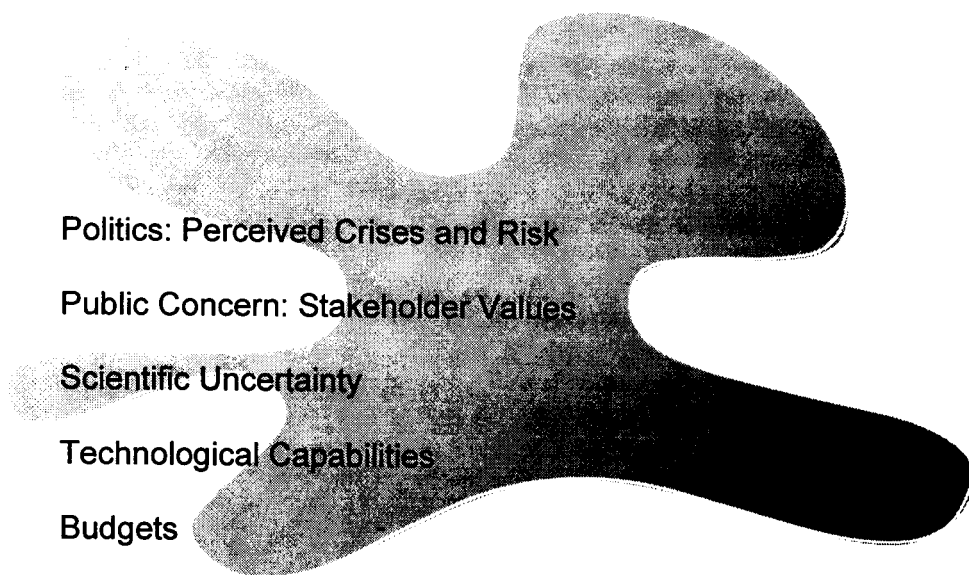 Politics: Perceived Crises and Risk
Public Concern: Stakeholder Values
Scientific Uncertainty
Technological Capabilities
Budgets